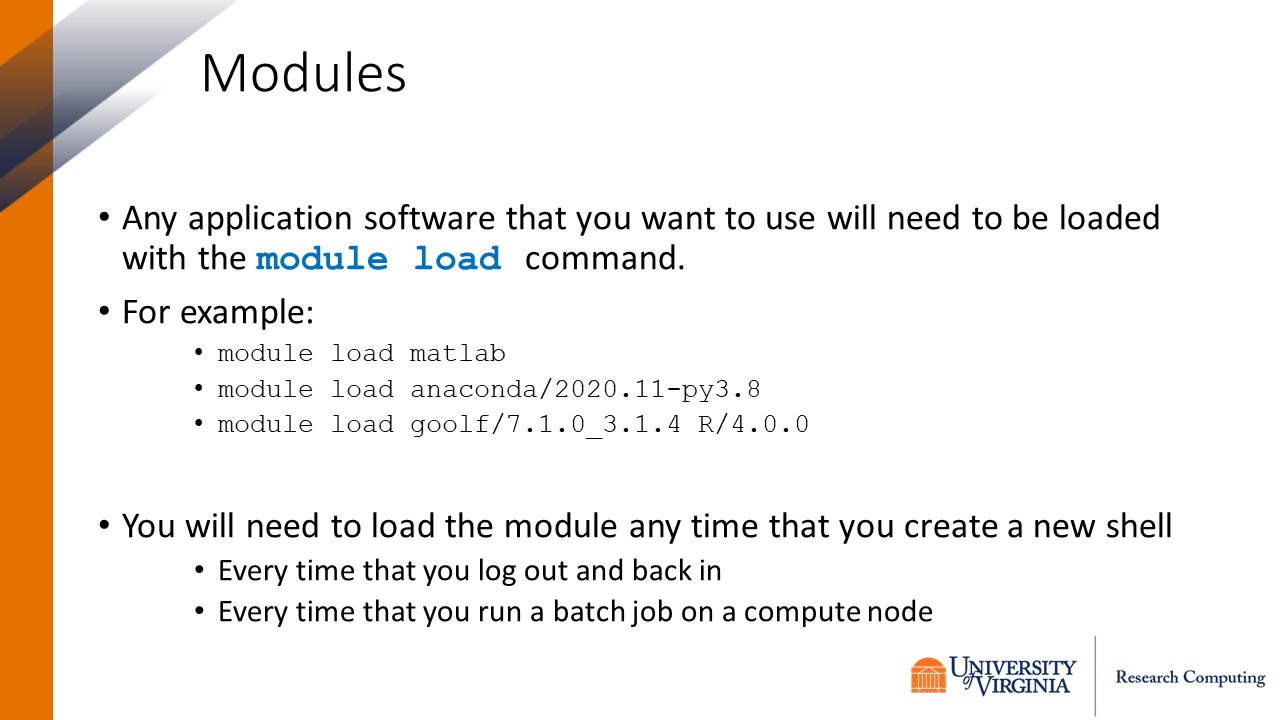 Modules
• Any application software that you want to use will need to be loaded
with the module load command.
• For example:
• module load matlab
• module load anaconda/2020.11-py3.8
• module load goolf/7.1.0_3.1.4 R/4.0.0
• You will need to load the module any time that you create a new shell
• Every time that you log out and back in
• Every time that you run a batch job on a compute node
UNIVERSITY
of VIRGINIA
Research Computing